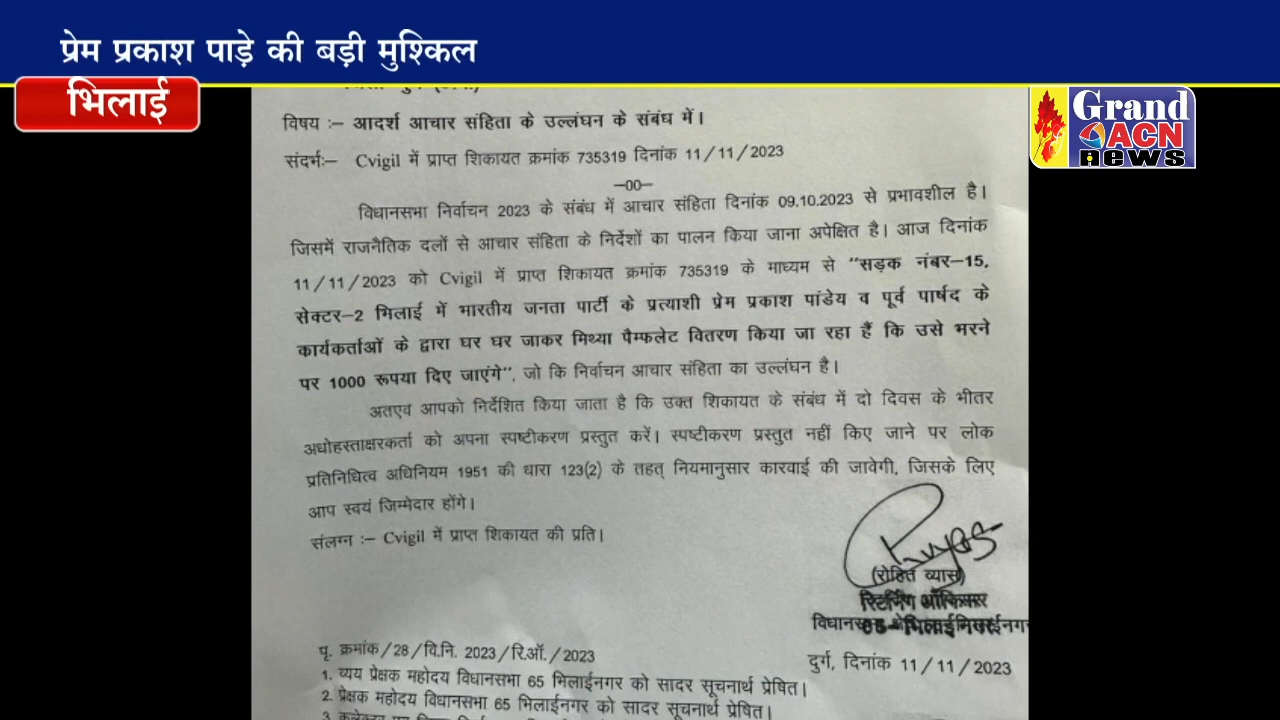 प्रेम प्रकाश पाड़े की बड़ी मुश्किल
भिलाई
Grand
ACN
news
विषय :– आदर्श आचार संहिता के उल्लंघन के संबंध में।
संदर्भः– Cvigil में प्राप्त शिकायत क्रमांक 735319 दिनांक 11/11/2023
–00–
विधानसभा निर्वाचन 2023 के संबंध में आचार संहिता दिनांक 09.10.2023 से प्रभावशील है।
जिसमें राजनैतिक दलों से आचार संहिता के निर्देशों का पालन किया जाना अपेक्षित है। आज दिनांक
11/11/2023 को Cvigil में प्राप्त शिकायत क्रमांक 735319 के माध्यम से "सड़क नंबर–15,
सेक्टर–2 भिलाई में भारतीय जनता पार्टी के प्रत्याशी प्रेम प्रकाश पांडेय व पूर्व पार्षद के
कार्यकर्ताओं के द्वारा घर घर जाकर मिथ्या पैम्फलेट वितरण किया जा रहा हैं कि उसे भरने
पर 1000 रूपया दिए जाएंगे", जो कि निर्वाचन आचार संहिता का उल्लंघन है।
अतएव आपको निर्देशित किया जाता है कि उक्त शिकायत के संबंध में दो दिवस के भीतर
अधोहस्ताक्षरकर्ता को अपना स्पष्टीकरण प्रस्तुत करें। स्पष्टीकरण प्रस्तुत नहीं किए जाने पर लोक
प्रतिनिधित्व अधिनियम 1951 की धारा 123(2) के तहत् नियमानुसार कारवाई की जावेगी, जिसके लिए
आप स्वयं जिम्मेदार होंगे।
संलग्न :– Cvigil में प्राप्त शिकायत की प्रति।
(रोहित व्यास)
रिटर्निंग ऑफिसर
दुर्ग, दिनांक 11/11/2023
पृ. क्रमांक/28/वि.नि. 2023/रि.ऑ./2023
1. व्यय प्रेक्षक महोदय विधानसभा 65 भिलाईनगर को सादर सूचनार्थ प्रेषित।
2. प्रेक्षक महोदय विधानसभा 65 भिलाईनगर को सादर सूचनार्थ प्रेषित।